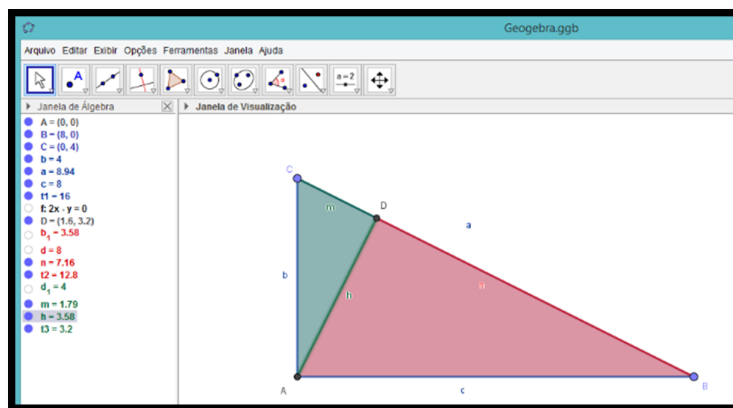 Geogebra.ggb
Arquivo Editar Exibir Opções Ferramentas Janela Ajuda
A
a=2
Janela de Álgebra
Janela de Visualização
A = (0, 0)
B = (8, 0)
C = (0, 4)
b = 4
a = 8.94
c = 8
t1 = 16
f: 2x - y = 0
D = (1.6, 3.2)
b₁ = 3.58
d = 8
n = 7.16
t2 = 12.8
d₁ = 4
m = 1.79
h = 3.58
t3 = 3.2
C
m
D
a
b
n
h
A
c
B